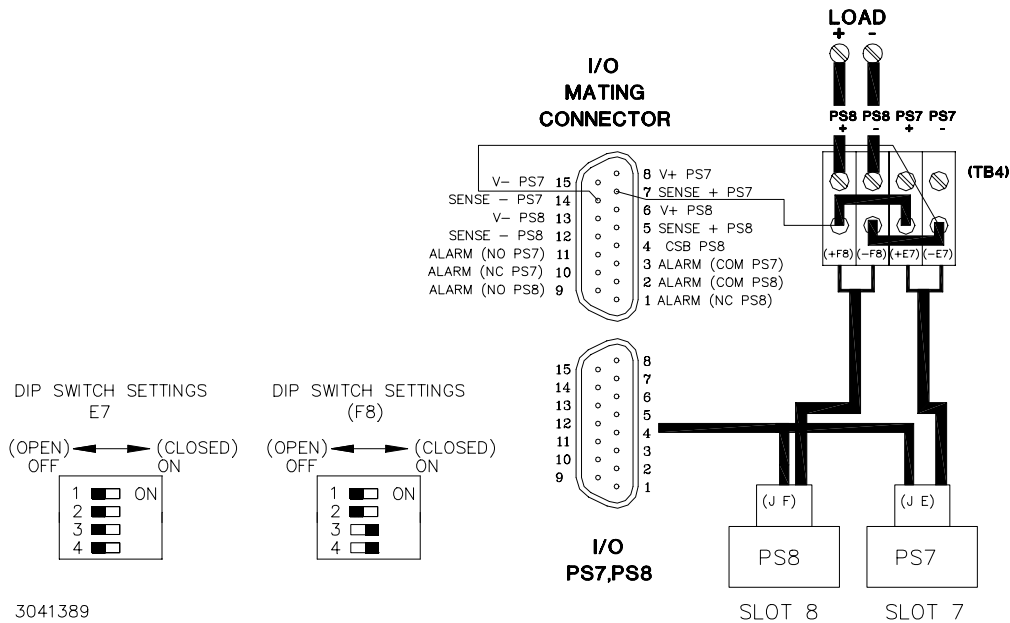 LOAD
+ -
I/O
MATING
CONNECTOR
PS8 PS8 PS7 PS7
+ - + -
(TB4)
V- PS7 15
SENSE - PS7 14
V- PS8 13
SENSE - PS8 12
ALARM (NO PS7) 11
ALARM (NC PS7) 10
ALARM (NO PS8) 9
8 V+ PS7
7 SENSE + PS7
6 V+ PS8
5 SENSE + PS8
4 CSB PS8
3 ALARM (COM PS7)
2 ALARM (COM PS8)
1 ALARM (NC PS8)
(+F8) (-F8) (+E7) (-E7)
15
14
13
12
11
10
9
8
7
6
5
4
3
2
1
DIP SWITCH SETTINGS
E7
(OPEN) (CLOSED)
OFF ON
1 ON
2
3
4
DIP SWITCH SETTINGS
(F8)
(OPEN) (CLOSED)
OFF ON
1 ON
2
3
4
I/O
PS7,PS8
(J F)
PS8
SLOT 8
(J E)
PS7
SLOT 7
3041389